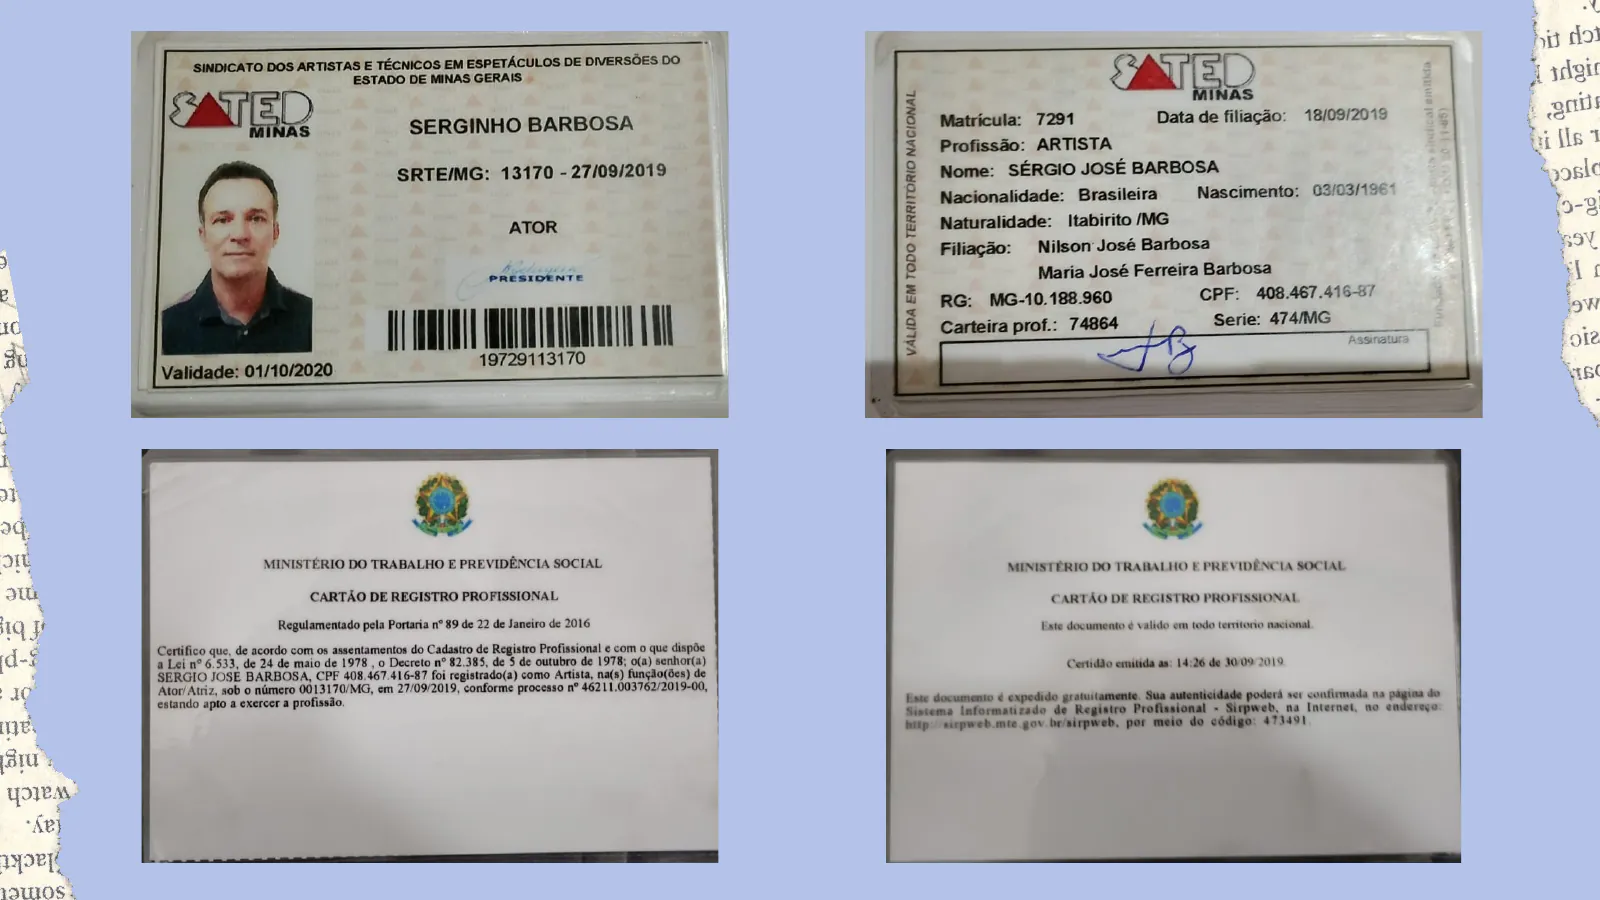 SINDICATO DOS ARTISTAS E TÉCNICOS EM ESPETÁCULOS DE DIVERSÕES DO
ESTADO DE MINAS GERAIS
SATED
MINAS
SERGINHO BARBOSA
SRTE/MG: 13170 - 27/09/2019
ATOR
PRESIDENTE
19729113170
Validade: 01/10/2020
SATED
MINAS
VÁLIDA EM TODO TERRITÓRIO NACIONAL
Matrícula: 7291 Data de filiação: 18/09/2019
Profissão: ARTISTA
Nome: SÉRGIO JOSÉ BARBOSA
Nacionalidade: Brasileira Nascimento: 03/03/1961
Naturalidade: Itabirito /MG
Filiação: Nilson José Barbosa
Maria José Ferreira Barbosa
RG: MG-10.188.960 CPF: 408.467.416-87
Carteira prof.: 74864 Serie: 474/MG
Assinatura
MINISTÉRIO DO TRABALHO E PREVIDÊNCIA SOCIAL
CARTÃO DE REGISTRO PROFISSIONAL
Regulamentado pela Portaria nº 89 de 22 de Janeiro de 2016
Certifico que, de acordo com os assentamentos do Cadastro de Registro Profissional e com o que dispõe
a Lei nº 6.533, de 24 de maio de 1978 , o Decreto nº 82.385, de 5 de outubro de 1978; o(a) senhor(a)
SERGIO JOSE BARBOSA, CPF 408.467.416-87 foi registrado(a) como Artista, na(s) função(ões) de
Ator/Atriz, sob o número 0013170/MG, em 27/09/2019, conforme processo nº 46211.003762/2019-00,
estando apto a exercer a profissão.
MINISTÉRIO DO TRABALHO E PREVIDÊNCIA SOCIAL
CARTÃO DE REGISTRO PROFISSIONAL
Este documento é valido em todo territorio nacional.
Certidão emitida as: 14:26 de 30/09/2019.
Este documento é expedido gratuitamente. Sua autenticidade poderá ser confirmada na página do
Sistema Informatizado de Registro Profissional - Sirpweb, na Internet, no endereço:
http://sirpweb.mte.gov.br/sirpweb, por meio do código: 473491.